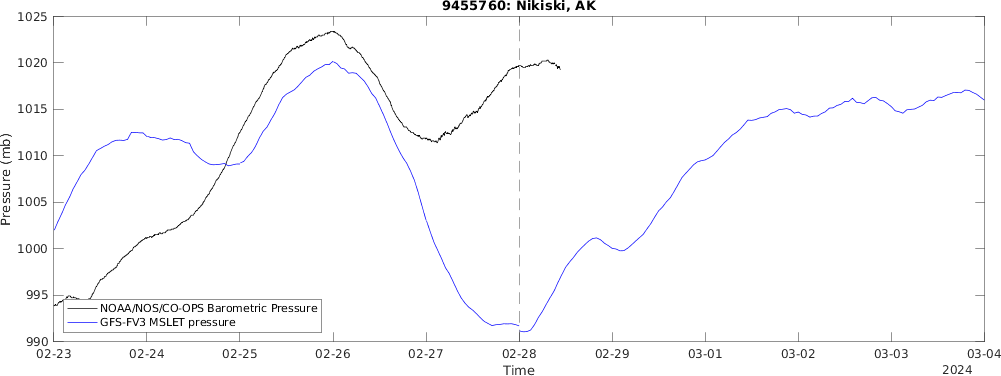 9455760: Nikiski, AK
1025
1020
1015
1010
1005
1000
995
990
Pressure (mb)
NOAA/NOS/CO-OPS Barometric Pressure
GFS-FV3 MSLET pressure
02-23 02-24 02-25 02-26 02-27 02-28 02-29 03-01 03-02 03-03 03-04
Time
2024